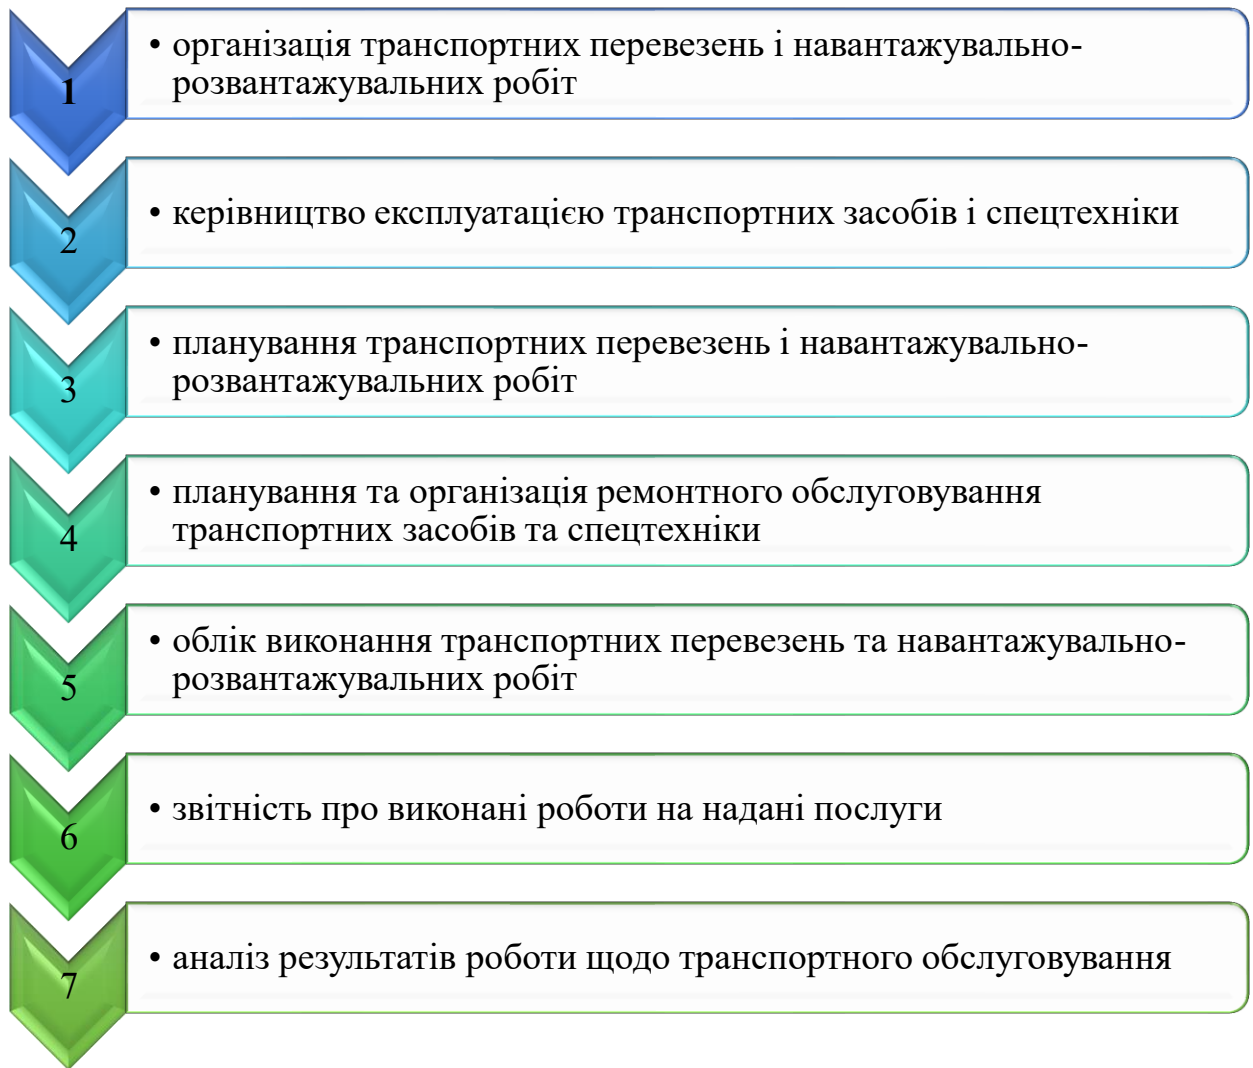 1
• організація транспортних перевезень і навантажувально-
розвантажувальних робіт
2
• керівництво експлуатацією транспортних засобів і спецтехніки
3
• планування транспортних перевезень і навантажувально-
розвантажувальних робіт
4
• планування та організація ремонтного обслуговування
транспортних засобів та спецтехніки
5
• облік виконання транспортних перевезень та навантажувально-
розвантажувальних робіт
6
• звітність про виконані роботи на надані послуги
7
• аналіз результатів роботи щодо транспортного обслуговування